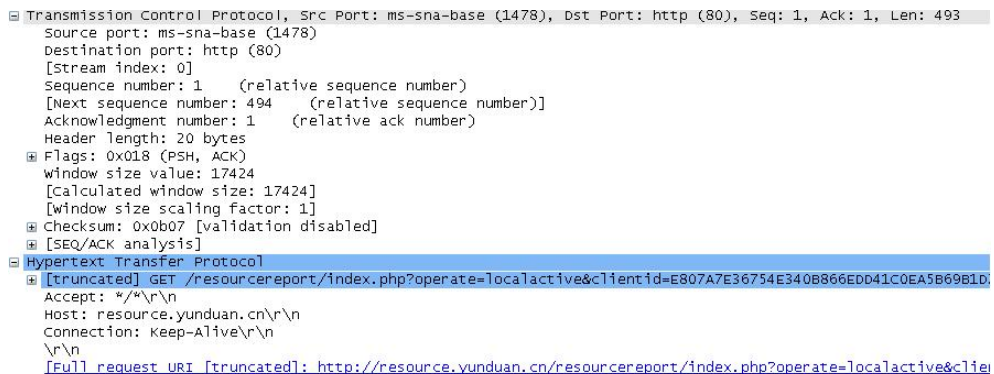 Transmission Control Protocol, Src Port: ms-sna-base (1478), Dst Port: http (80), Seq: 1, Ack: 1, Len: 493
Source port: ms-sna-base (1478)
Destination port: http (80)
[Stream index: 0]
Sequence number: 1    (relative sequence number)
[Next sequence number: 494    (relative sequence number)]
Acknowledgment number: 1    (relative ack number)
Header length: 20 bytes
Flags: 0x018 (PSH, ACK)
Window size value: 17424
[Calculated window size: 17424]
[Window size scaling factor: 1]
Checksum: 0x0b07 [validation disabled]
[SEQ/ACK analysis]
Hypertext Transfer Protocol
[truncated] GET /resourcereport/index.php?operate=localactive&clientid=E807A7E36754E340B866EDD41C0EA5B69B1D
Accept: */*\r\n
Host: resource.yunduan.cn\r\n
Connection: Keep-Alive\r\n
\r\n
[Full request URI [truncated]: http://resource.yunduan.cn/resourcereport/index.php?operate=localactive&clie